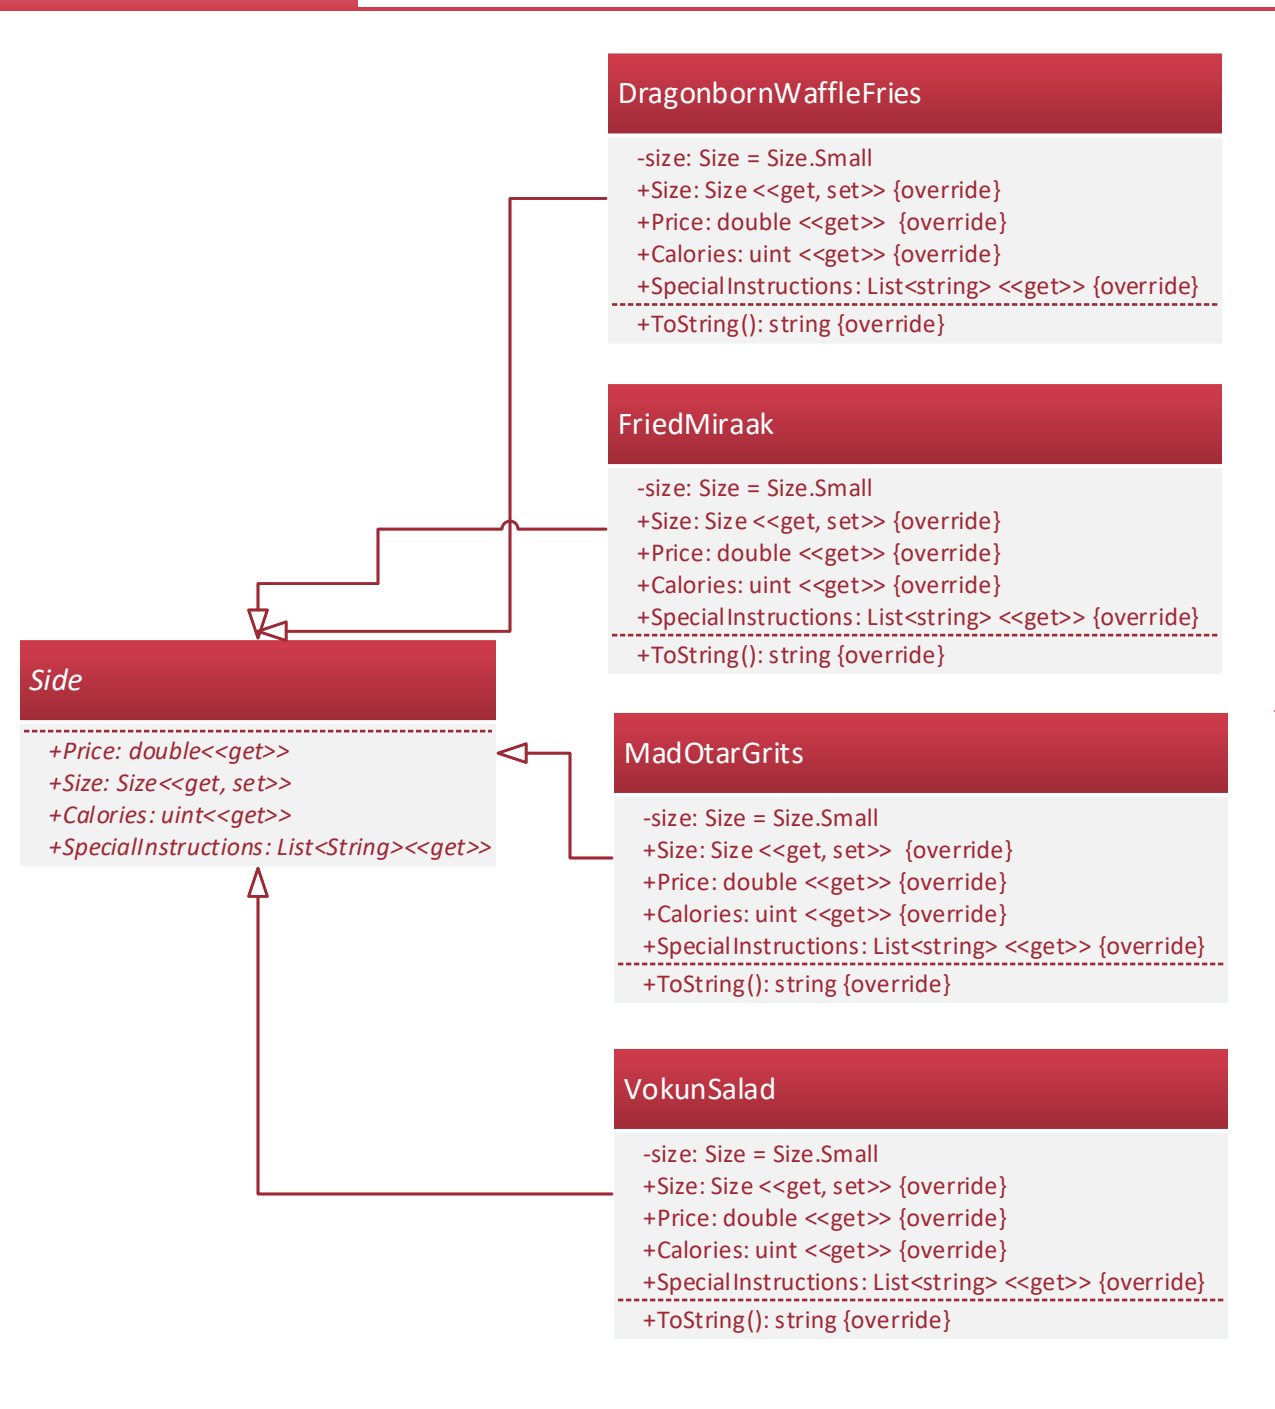 DragonbornWaffleFries
-size: Size = Size.Small
+Size: Size <<get, set>> {override}
+Price: double <<get>>  {override}
+Calories: uint <<get>> {override}
+SpecialInstructions: List<string> <<get>> {override}
+ToString(): string {override}
FriedMiraak
-size: Size = Size.Small
+Size: Size <<get, set>> {override}
+Price: double <<get>> {override}
+Calories: uint <<get>> {override}
+SpecialInstructions: List<string> <<get>> {override}
+ToString(): string {override}
Side
+Price: double<<get>>
+Size: Size<<get, set>>
+Calories: uint<<get>>
+SpecialInstructions: List<String><<get>>
MadOtarGrits
-size: Size = Size.Small
+Size: Size <<get, set>>  {override}
+Price: double <<get>> {override}
+Calories: uint <<get>> {override}
+SpecialInstructions: List<string> <<get>> {override}
+ToString(): string {override}
VokunSalad
-size: Size = Size.Small
+Size: Size <<get, set>> {override}
+Price: double <<get>> {override}
+Calories: uint <<get>> {override}
+SpecialInstructions: List<string> <<get>> {override}
+ToString(): string {override}